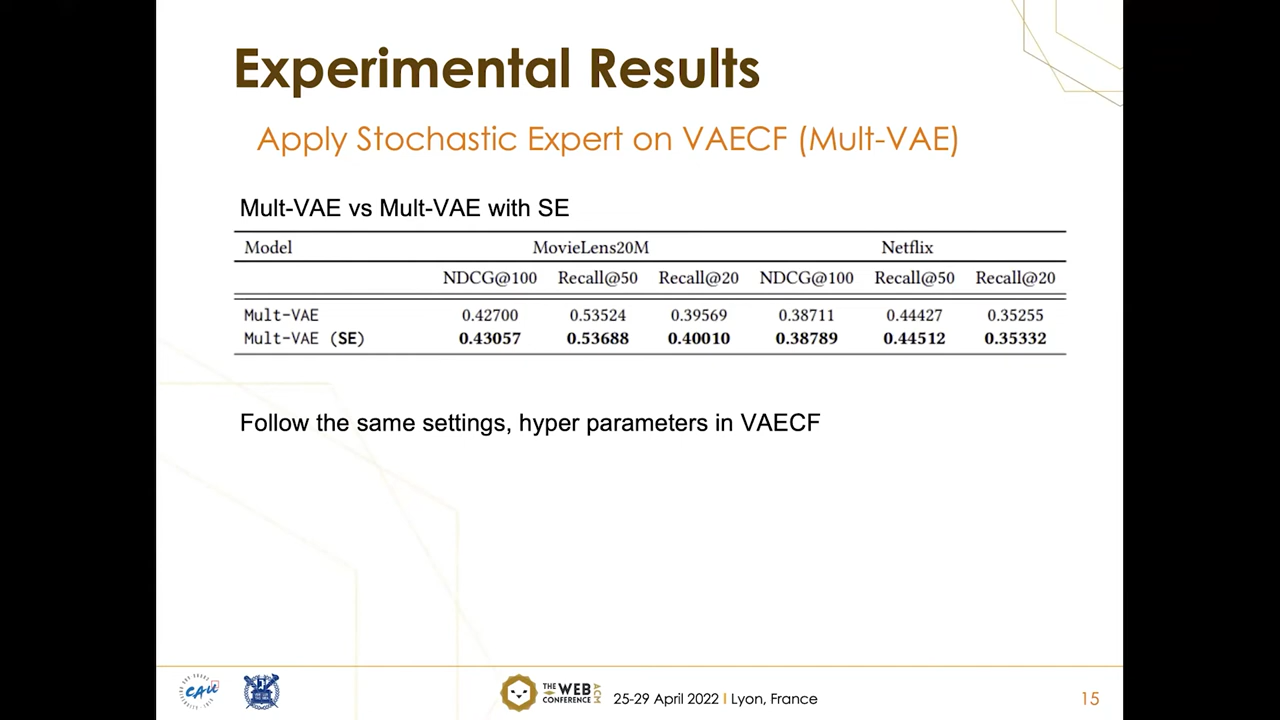 Experimental Results
Apply Stochastic Expert on VAECF (Mult-VAE)
Mult-VAE vs Mult-VAE with SE
Model MovieLens20M Netflix
NDCG@100 Recall@50 Recall@20 NDCG@100 Recall@50 Recall@20
Mult-VAE 0.42700 0.53524 0.39569 0.38711 0.44427 0.35255
Mult-VAE (SE) 0.43057 0.53688 0.40010 0.38789 0.44512 0.35332
Follow the same settings, hyper parameters in VAECF
CAU
THE WEB CONFERENCE ACM
25-29 April 2022 I Lyon, France
15